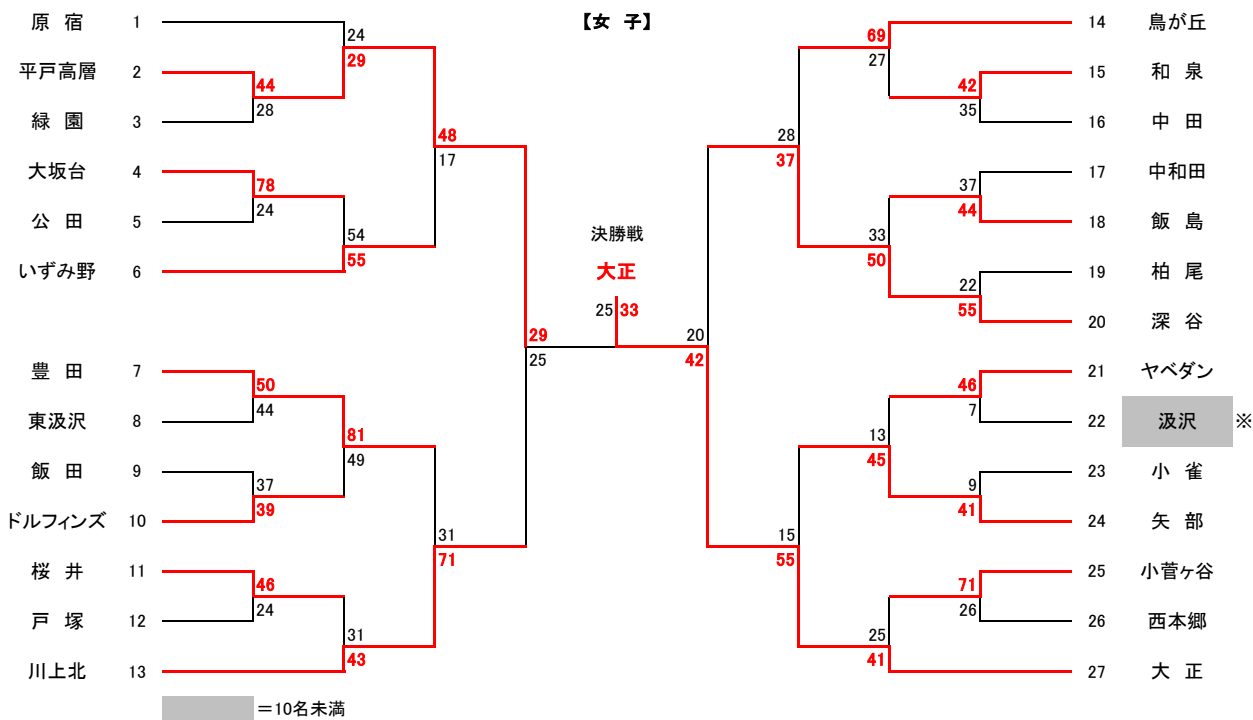 【女 子】
原 宿 1
平戸高層 2
緑 園 3
大坂台 4
公 田 5
いずみ野 6
豊 田 7
東汲沢 8
飯 田 9
ドルフィンズ 10
桜 井 11
戸 塚 12
川上北 13
44
28
78
24
50
44
37
39
46
24
24
29
54
55
81
49
31
43
48
17
31
71
29
25
決勝戦
大正
25 33
20
42
28
37
15
55
69
27
33
50
13
45
25
41
42
35
37
44
22
55
46
7
9
41
71
26
14 鳥が丘
15 和 泉
16 中 田
17 中和田
18 飯 島
19 柏 尾
20 深 谷
21 ヤベダン
22 汲沢 ※
23 小 雀
24 矢 部
25 小菅ヶ谷
26 西本郷
27 大 正
＝10名未満